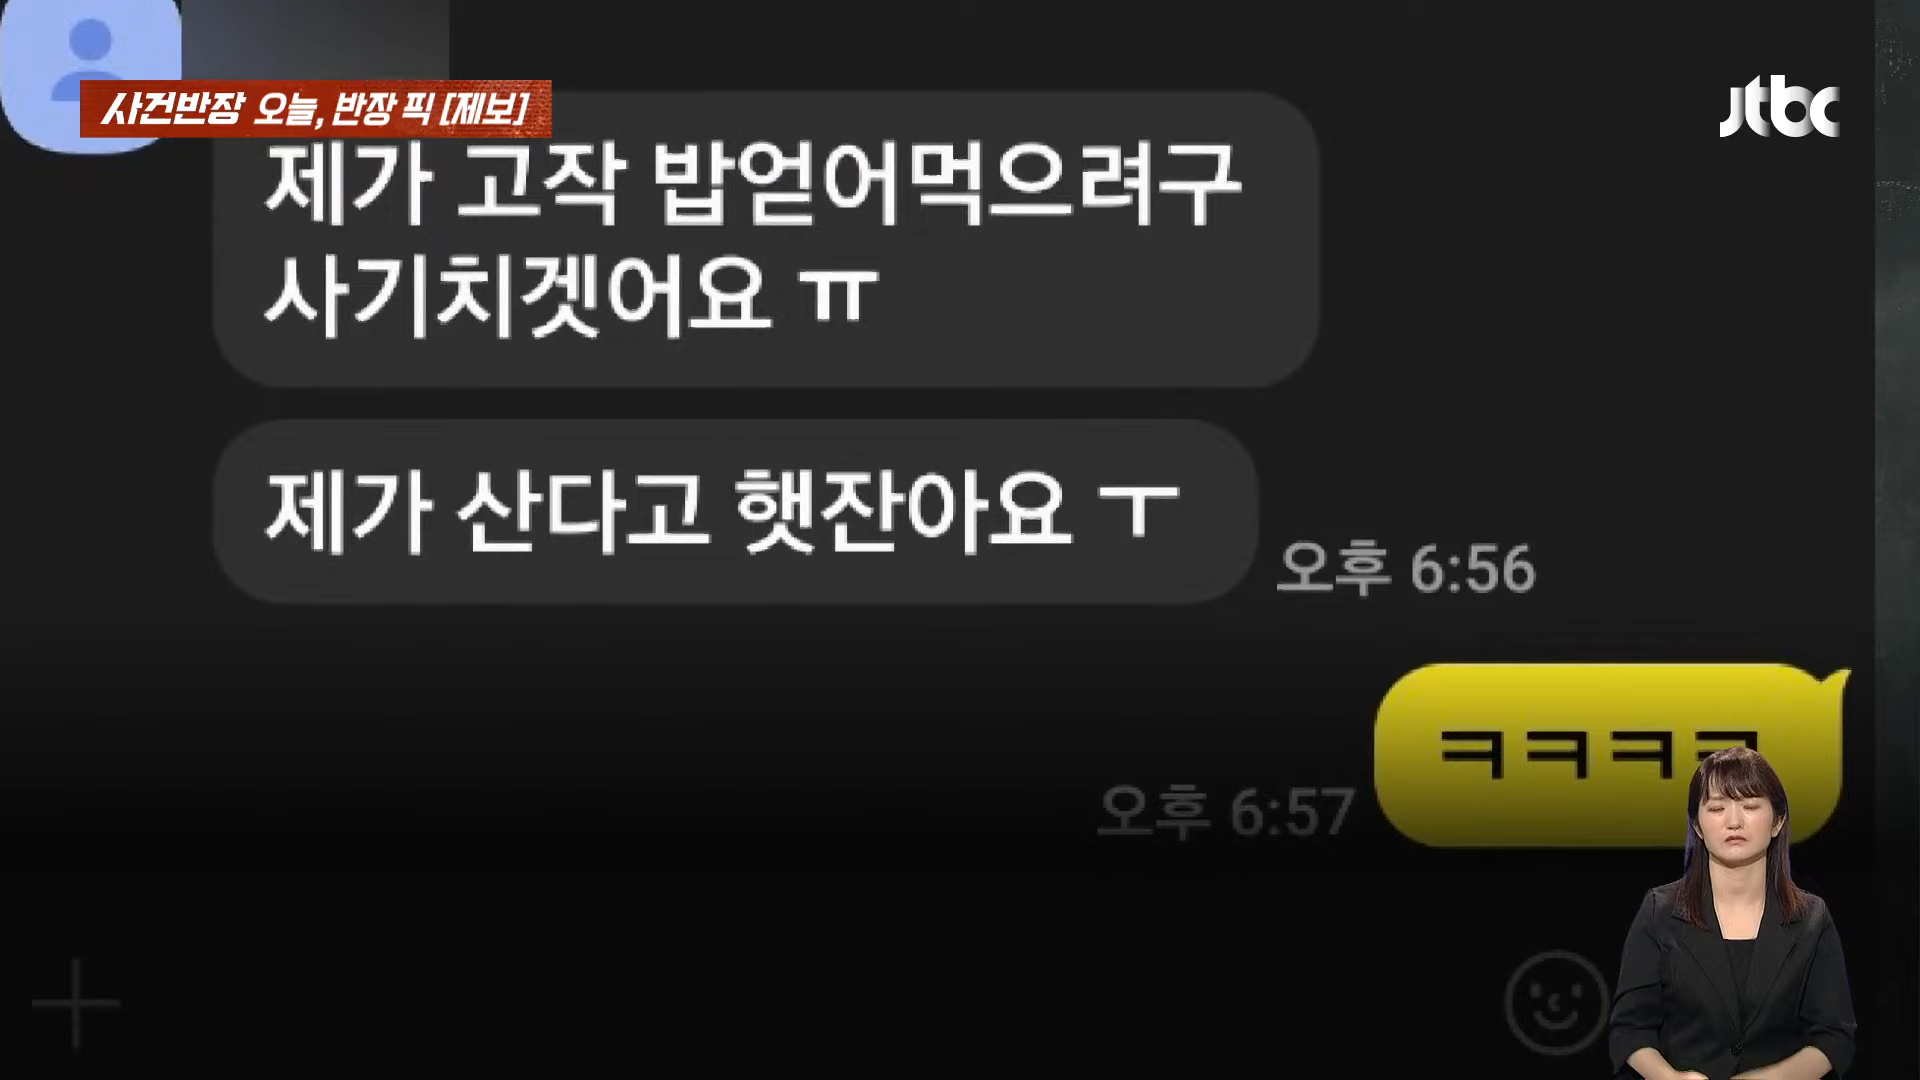 사건반장 오늘, 반장 픽 [제보]
jtbc
제가 고작 밥얻어먹으려구
사기치겟어요 ㅠ
제가 산다고 햇잔아요 ㅜ
오후 6:56
ㅋㅋㅋㅋ
오후 6:57